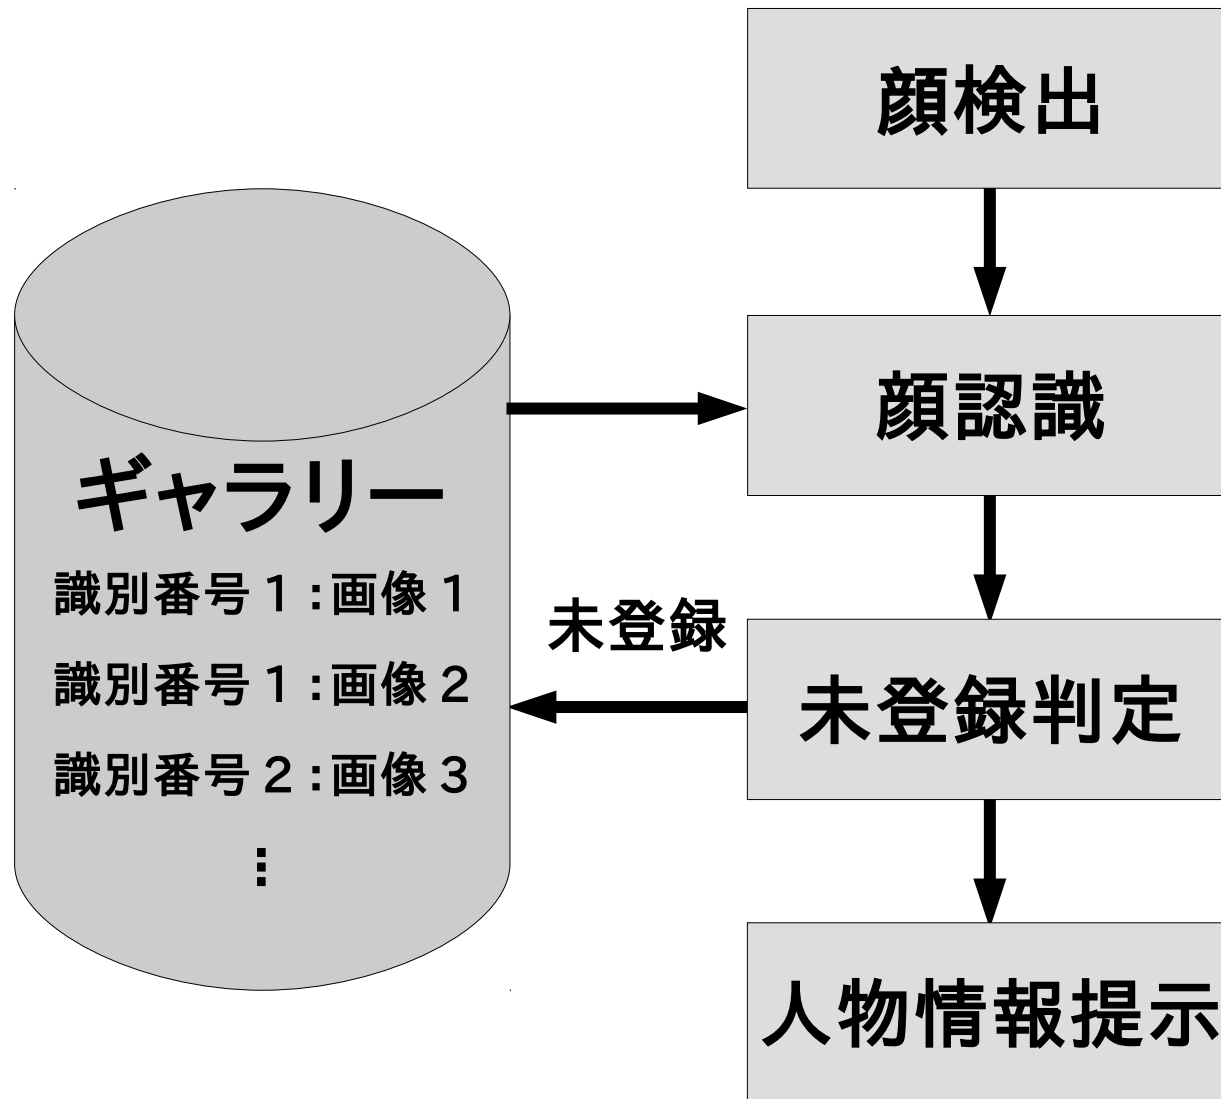 顔検出
顔認識
ギャラリー
識別番号１:画像１
識別番号１:画像２
識別番号２:画像３
⋮
未登録
未登録判定
人物情報提示